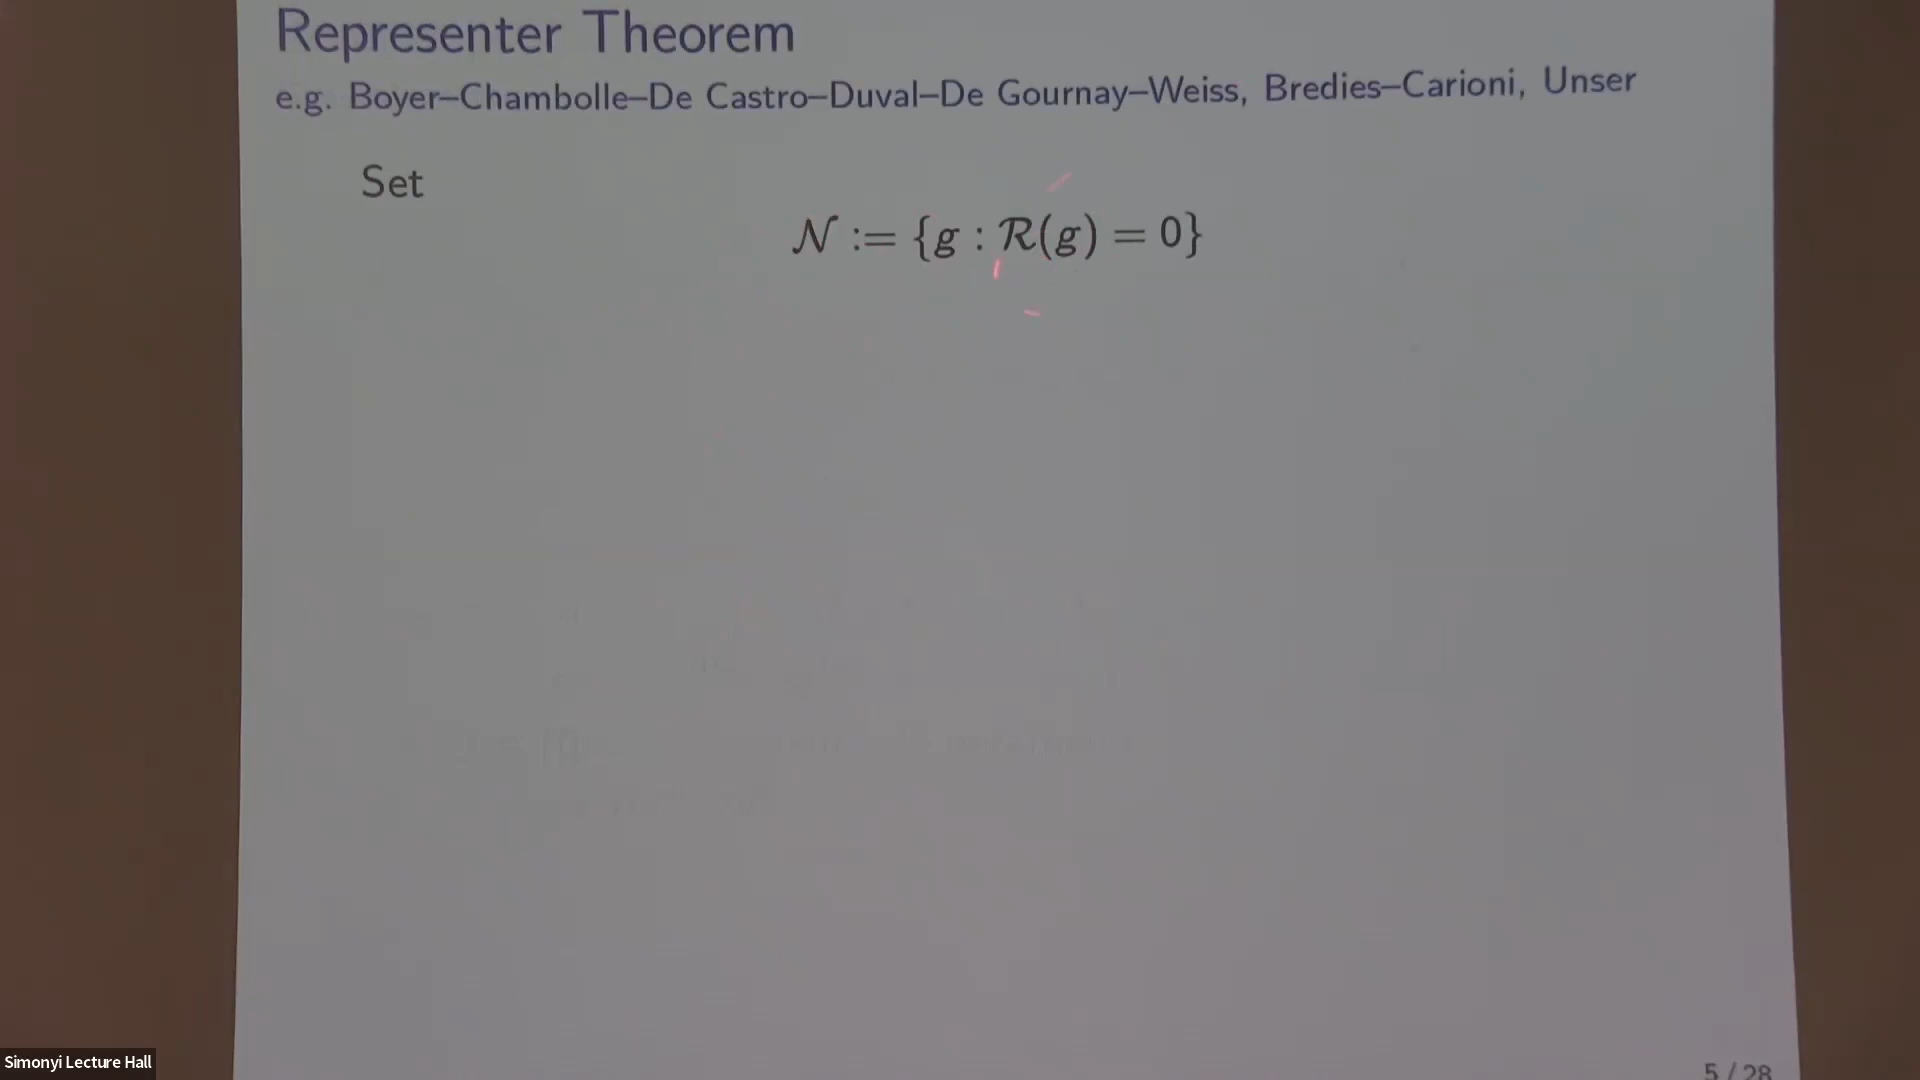 Representer Theorem
e.g. Boyer–Chambolle–De Castro–Duval–De Gournay–Weiss, Bredies–Carioni, Unser
Set
𝒩 := {g : ℛ(g) = 0}
Simonyi Lecture Hall
5 / 28